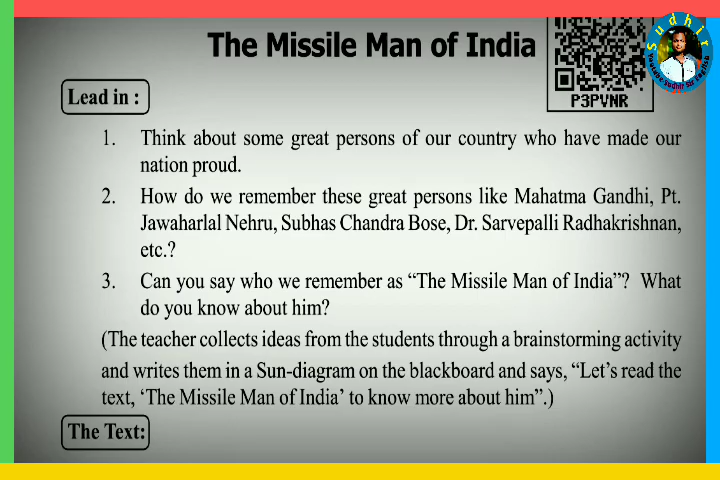 The Missile Man of India
P3PVNR
Sudhir
Youtube Sudhir Sir English
Lead in :
1. Think about some great persons of our country who have made our
nation proud.
2. How do we remember these great persons like Mahatma Gandhi, Pt.
Jawaharlal Nehru, Subhas Chandra Bose, Dr. Sarvepalli Radhakrishnan,
etc.?
3. Can you say who we remember as “The Missile Man of India”? What
do you know about him?
(The teacher collects ideas from the students through a brainstorming activity
and writes them in a Sun-diagram on the blackboard and says, “Let’s read the
text, ‘The Missile Man of India’ to know more about him”.)
The Text: